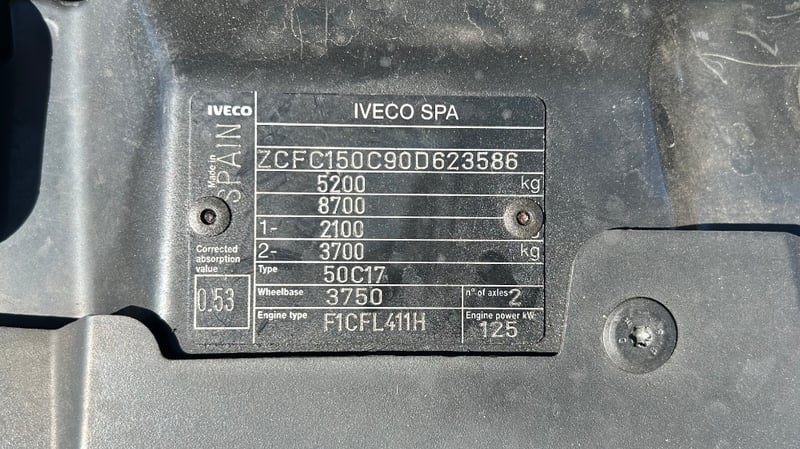 IVECO
IVECO SPA
Made in
SPAIN
ZCFC150C90D623586
5200 kg
8700
1- 2100
2- 3700 kg
Corrected
absorption
value
0.53
Type 50C17
Wheelbase 3750
n° of axles 2
Engine type F1CFL411H
Engine power kW
125